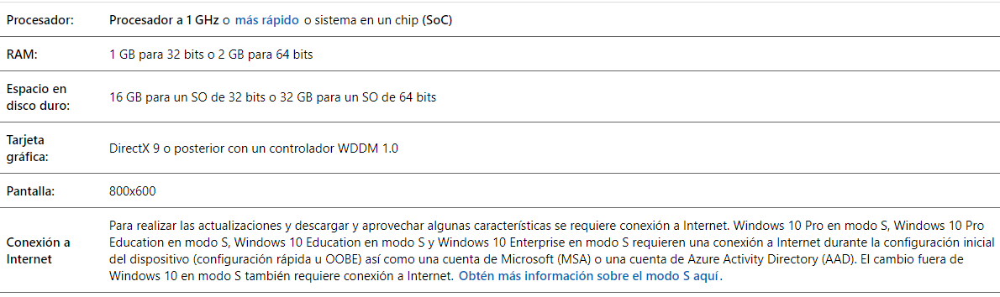 Procesador: Procesador a 1 GHz o más rápido o sistema en un chip (SoC)
RAM: 1 GB para 32 bits o 2 GB para 64 bits
Espacio en
disco duro: 16 GB para un SO de 32 bits o 32 GB para un SO de 64 bits
Tarjeta
gráfica: DirectX 9 o posterior con un controlador WDDM 1.0
Pantalla: 800x600
Conexión a
Internet
Para realizar las actualizaciones y descargar y aprovechar algunas características se requiere conexión a Internet. Windows 10 Pro en modo S, Windows 10 Pro
Education en modo S, Windows 10 Education en modo S y Windows 10 Enterprise en modo S requieren una conexión a Internet durante la configuración inicial
del dispositivo (configuración rápida u OOBE) así como una cuenta de Microsoft (MSA) o una cuenta de Azure Activity Directory (AAD). El cambio fuera de
Windows 10 en modo S también requiere conexión a Internet. Obtén más información sobre el modo S aquí.